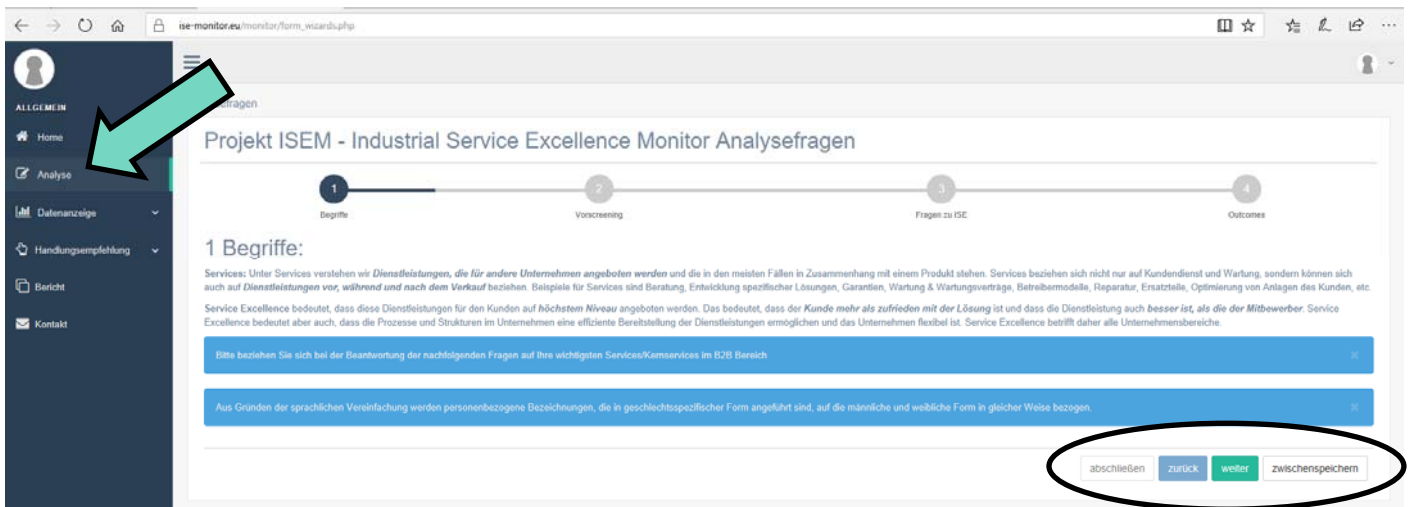 ise-monitor.eu/monitor/form_wizards.php
ALLGEMEIN
Home
Analyse
Datenanzeige
Handlungsempfehlung
Bericht
Kontakt
Projekt ISEM - Industrial Service Excellence Monitor Analysefragen
1
2
3
4
Begriffe
Vorscreening
Fragen zu ISE
Outcomes
1 Begriffe:
Services: Unter Services verstehen wir Dienstleistungen, die für andere Unternehmen angeboten werden und die in den meisten Fällen in Zusammenhang mit einem Produkt stehen. Services beziehen sich nicht nur auf Kundendienst und Wartung, sondern können sich
auch auf Dienstleistungen vor, während und nach dem Verkauf beziehen. Beispiele für Services sind Beratung, Entwicklung spezifischer Lösungen, Garantien, Wartung & Wartungsverträge, Betreibermodelle, Reparatur, Ersatzteile, Optimierung von Anlagen des Kunden, etc.
Service Excellence bedeutet, dass diese Dienstleistungen für den Kunden auf höchstem Niveau angeboten werden. Das bedeutet, dass der Kunde mehr als zufrieden mit der Lösung ist und dass die Dienstleistung auch besser ist, als die der Mitbewerber. Service
Excellence bedeutet aber auch, dass die Prozesse und Strukturen im Unternehmen eine effiziente Bereitstellung der Dienstleistungen ermöglichen und das Unternehmen flexibel ist. Service Excellence betrifft daher alle Unternehmensbereiche.
Bitte beziehen Sie sich bei der Beantwortung der nachfolgenden Fragen auf Ihre wichtigsten Services/Kernservices im B2B Bereich
Aus Gründen der sprachlichen Vereinfachung werden personenbezogene Bezeichnungen, die in geschlechtsspezifischer Form angeführt sind, auf die männliche und weibliche Form in gleicher Weise bezogen.
abschließen zurück weiter zwischenspeichern